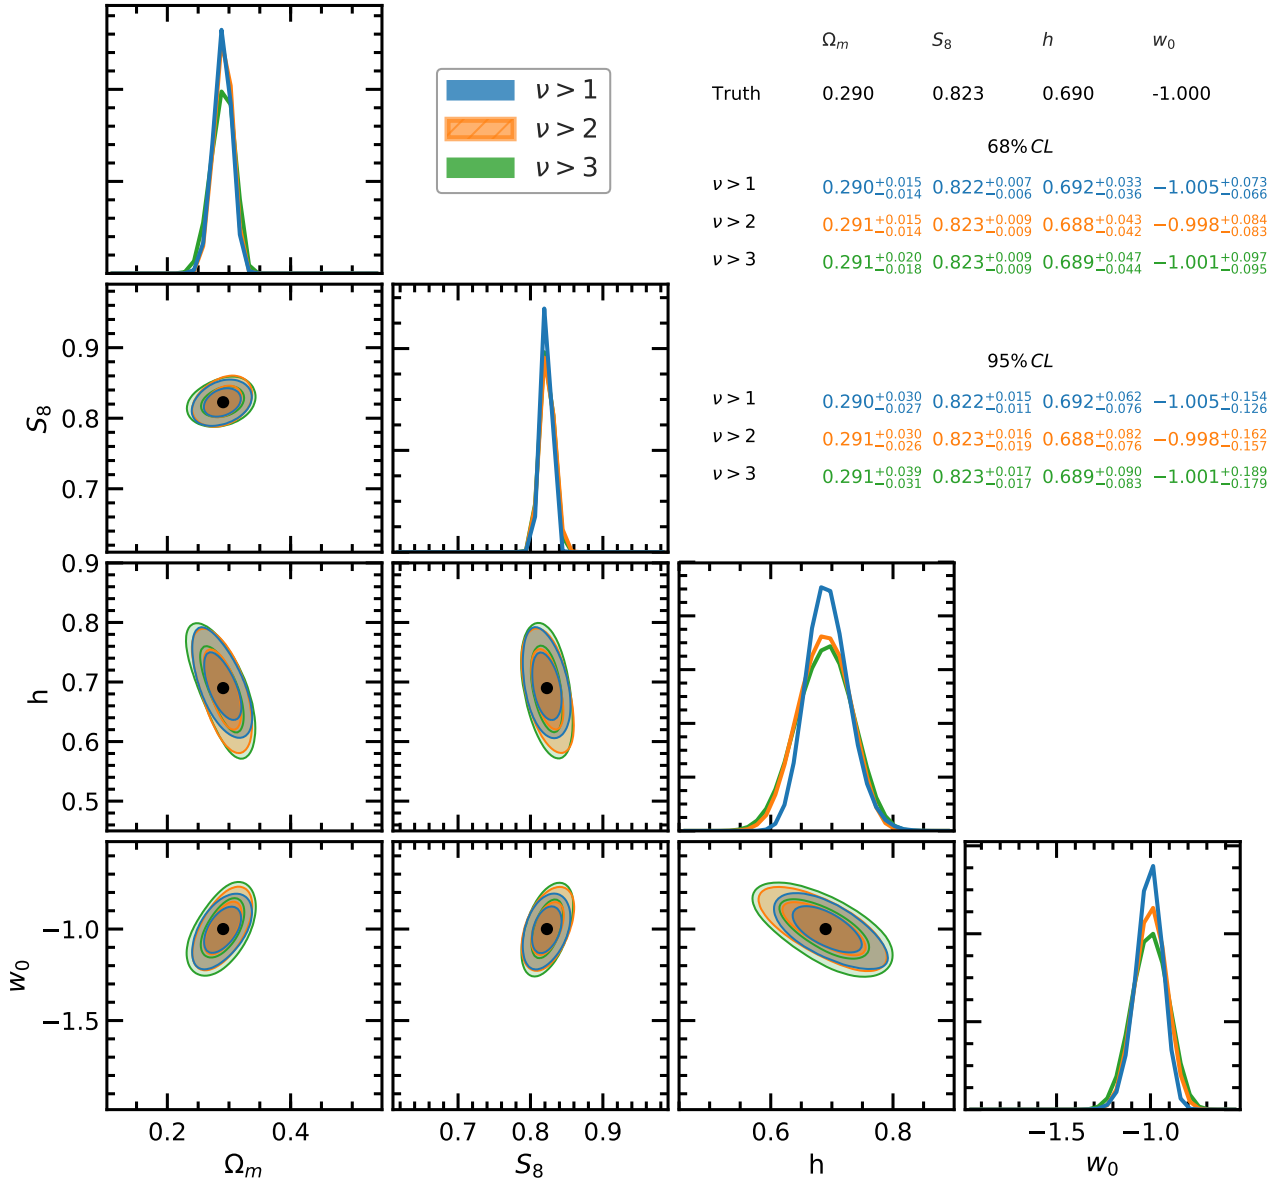 Ωₘ S₈ h w₀
Truth 0.290 0.823 0.690 -1.000
68% CL
ν > 1 0.290^{+0.015}_{−0.014} 0.822^{+0.007}_{−0.006} 0.692^{+0.033}_{−0.036} −1.005^{+0.073}_{−0.066}
ν > 2 0.291^{+0.015}_{−0.014} 0.823^{+0.009}_{−0.009} 0.688^{+0.043}_{−0.042} −0.998^{+0.084}_{−0.083}
ν > 3 0.291^{+0.020}_{−0.018} 0.823^{+0.009}_{−0.009} 0.689^{+0.047}_{−0.044} −1.001^{+0.097}_{−0.095}
95% CL
ν > 1 0.290^{+0.030}_{−0.027} 0.822^{+0.015}_{−0.011} 0.692^{+0.062}_{−0.076} −1.005^{+0.154}_{−0.126}
ν > 2 0.291^{+0.030}_{−0.026} 0.823^{+0.016}_{−0.019} 0.688^{+0.082}_{−0.076} −0.998^{+0.162}_{−0.157}
ν > 3 0.291^{+0.039}_{−0.031} 0.823^{+0.017}_{−0.017} 0.689^{+0.090}_{−0.083} −1.001^{+0.189}_{−0.179}
ν > 1
ν > 2
ν > 3
0.9
0.8
0.7
0.6
S₈
0.9
0.8
0.7
0.6
0.5
h
−1.0
−1.5
w₀
0.2 0.4 0.7 0.8 0.9 0.6 0.8 −1.5 −1.0
Ωₘ S₈ h w₀